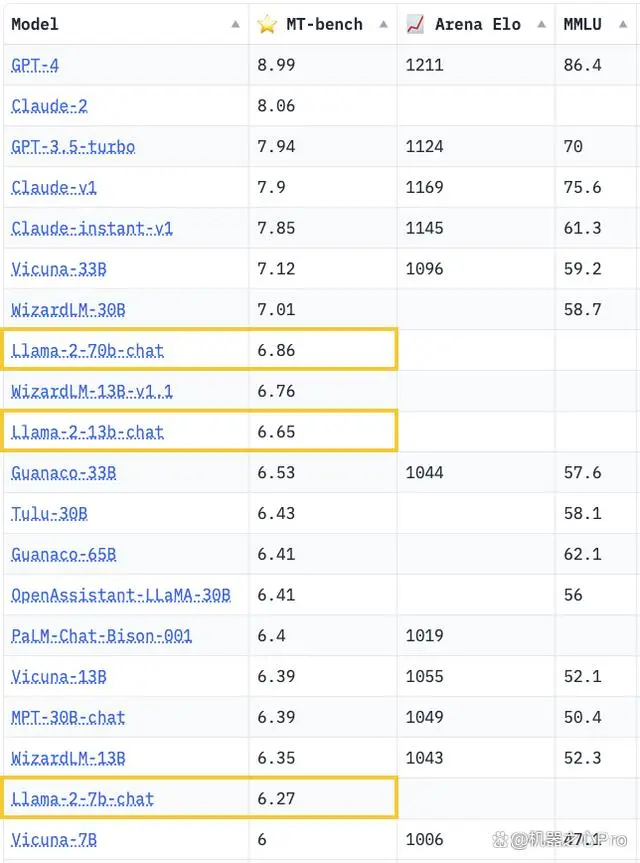 Model ▲ ⭐ MT-bench ▲ 📈 Arena Elo ▲ MMLU ▲
GPT-4 8.99 1211 86.4
Claude-2 8.06
GPT-3.5-turbo 7.94 1124 70
Claude-v1 7.9 1169 75.6
Claude-instant-v1 7.85 1145 61.3
Vicuna-33B 7.12 1096 59.2
WizardLM-30B 7.01 58.7
Llama-2-70b-chat 6.86
WizardLM-13B-v1.1 6.76
Llama-2-13b-chat 6.65
Guanaco-33B 6.53 1044 57.6
Tulu-30B 6.43 58.1
Guanaco-65B 6.41 62.1
OpenAssistant-LLaMA-30B 6.41 56
PaLM-Chat-Bison-001 6.4 1019
Vicuna-13B 6.39 1055 52.1
MPT-30B-chat 6.39 1049 50.4
WizardLM-13B 6.35 1043 52.3
Llama-2-7b-chat 6.27
Vicuna-7B 6 1006 47.1
@机器之心Pro